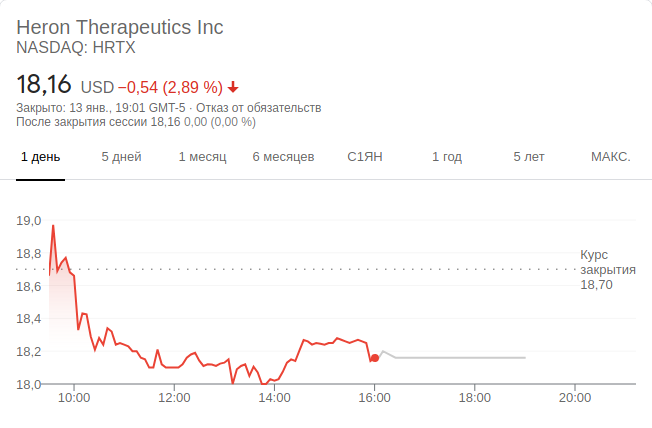 Heron Therapeutics Inc
NASDAQ: HRTX
18,16 USD −0,54 (2,89 %)
Закрыто: 13 янв., 19:01 GMT-5 · Отказ от обязательств
После закрытия сессии 18,16 0,00 (0,00 %)
1 день 5 дней 1 месяц 6 месяцев С1ЯН 1 год 5 лет МАКС.
19,0
18,8
18,6
18,4
18,2
18,0
Курс
закрытия
18,70
10:00 12:00 14:00 16:00 18:00 20:00